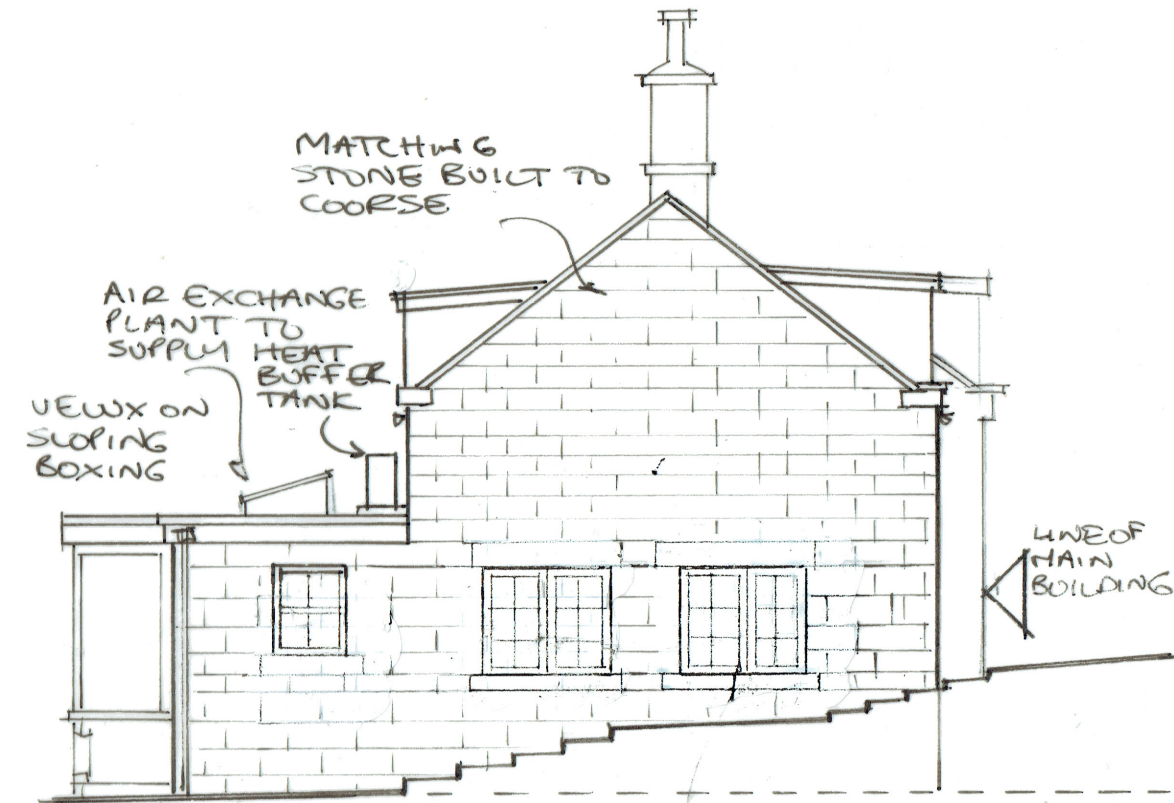 MATCHING
STONE BUILT TO
COORSE
AIR EXCHANGE
PLANT TO
SUPPLY HEAT
BUFFER
TANK
VELUX ON
SLOPING
BOXING
LINE OF
MAIN
BUILDING